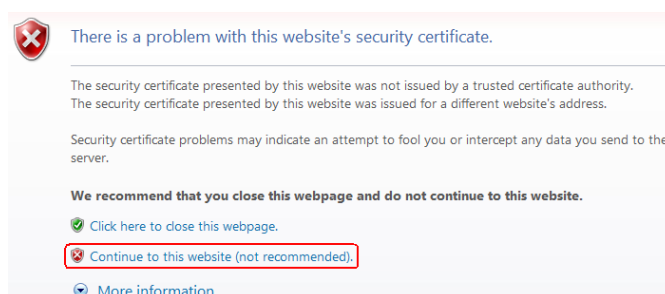 There is a problem with this website's security certificate.
The security certificate presented by this website was not issued by a trusted certificate authority.
The security certificate presented by this website was issued for a different website's address.
Security certificate problems may indicate an attempt to fool you or intercept any data you send to the
server.
We recommend that you close this webpage and do not continue to this website.
Click here to close this webpage.
Continue to this website (not recommended).
More information